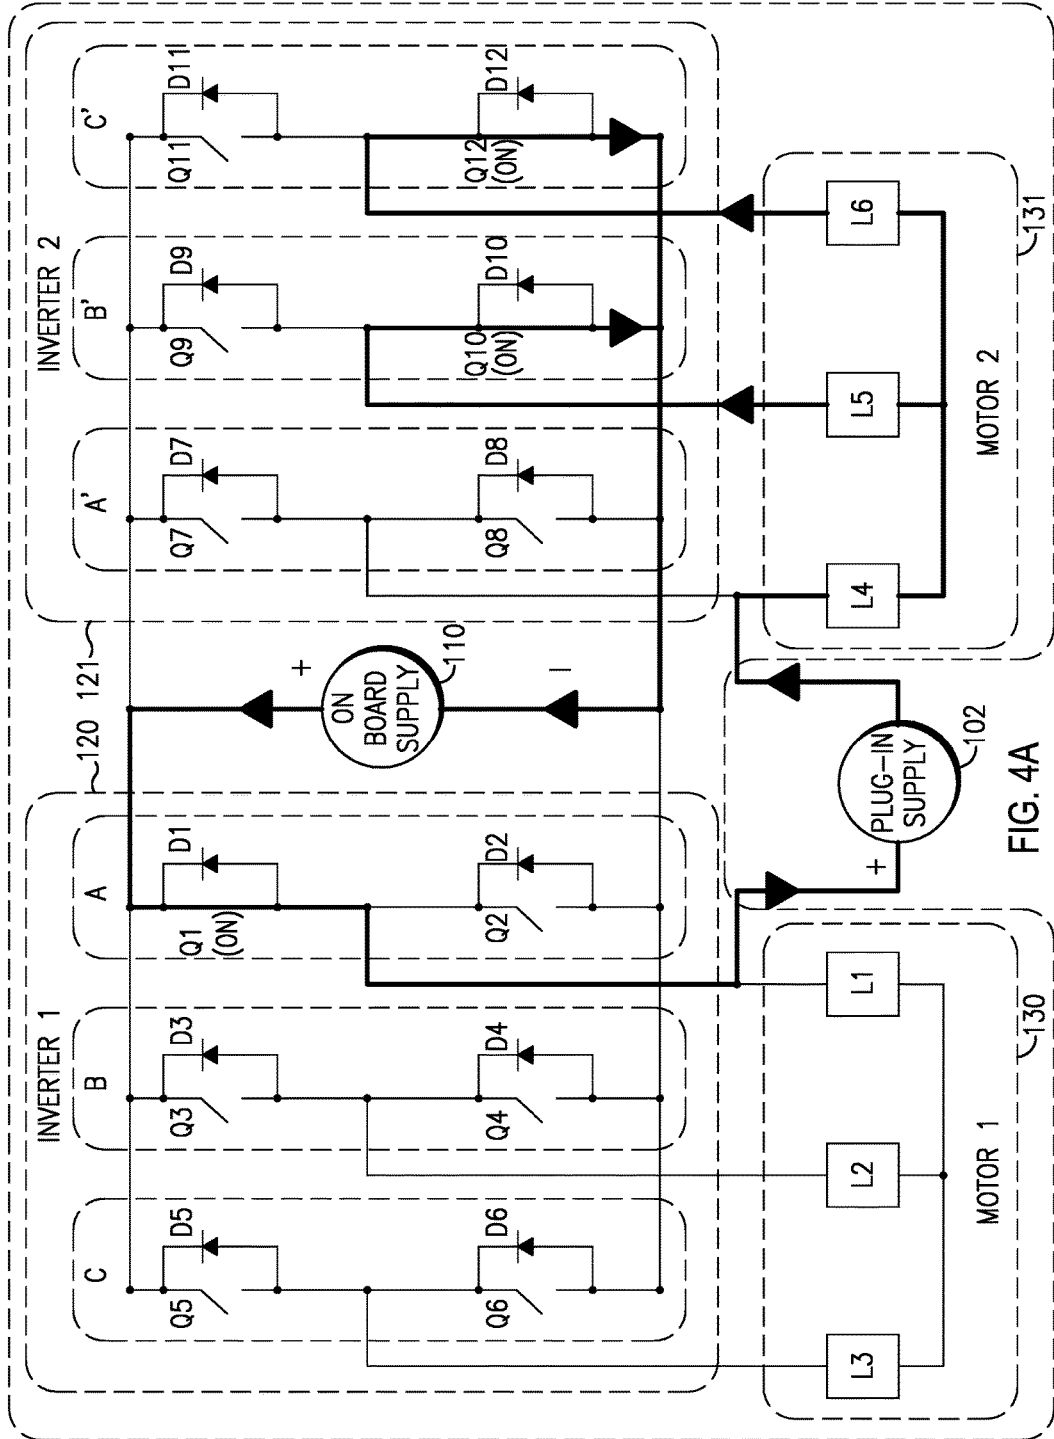 INVERTER 1
120
121
INVERTER 2
C
B
A
A'
B'
C'
Q5
D5
Q3
D3
Q1
(ON)
D1
Q7
D7
Q9
D9
Q11
D11
+
ON
BOARD
SUPPLY
110
−
Q6
D6
Q4
D4
Q2
D2
Q8
D8
Q10
(ON)
D10
Q12
(ON)
D12
L3
L2
L1
+
PLUG-IN
SUPPLY
102
L4
L5
L6
MOTOR 1
130
MOTOR 2
131
FIG. 4A